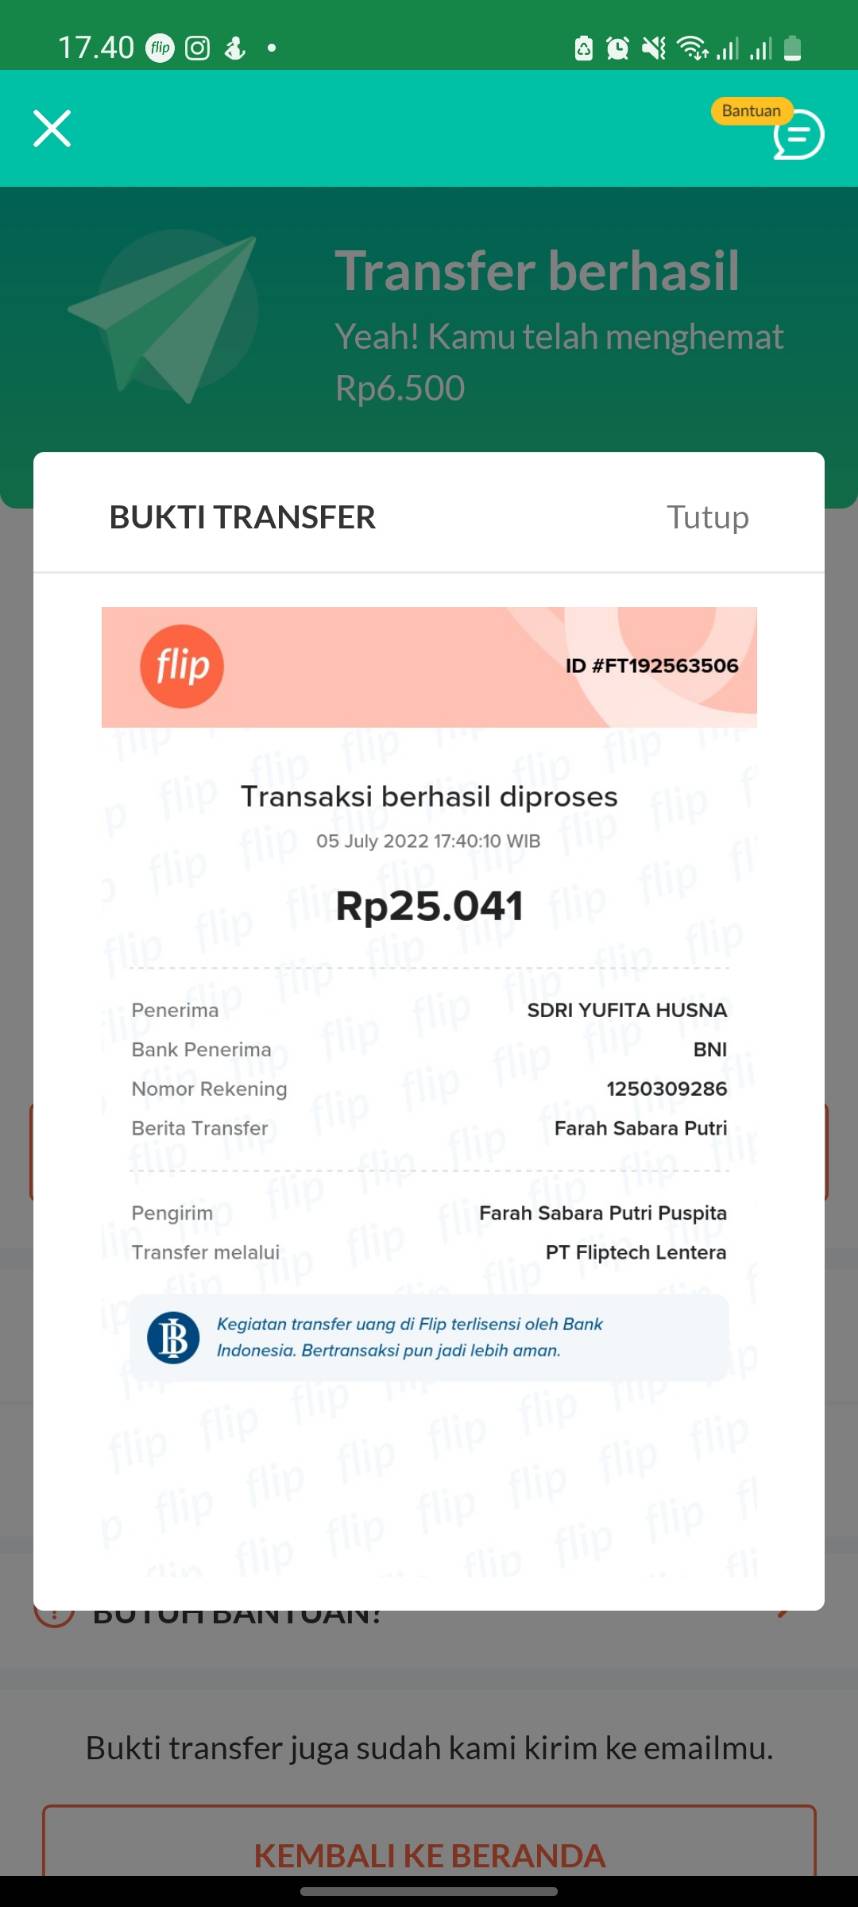 17.40 flip
Bantuan
Transfer berhasil
Yeah! Kamu telah menghemat
Rp6.500
BUKTI TRANSFER Tutup
flip ID #FT192563506
Transaksi berhasil diproses
05 July 2022 17:40:10 WIB
Rp25.041
Penerima SDRI YUFITA HUSNA
Bank Penerima BNI
Nomor Rekening 1250309286
Berita Transfer Farah Sabara Putri
Pengirim Farah Sabara Putri Puspita
Transfer melalui PT Fliptech Lentera
Kegiatan transfer uang di Flip terlisensi oleh Bank
Indonesia. Bertransaksi pun jadi lebih aman.
BUTUH BANTUAN?
Bukti transfer juga sudah kami kirim ke emailmu.
KEMBALI KE BERANDA